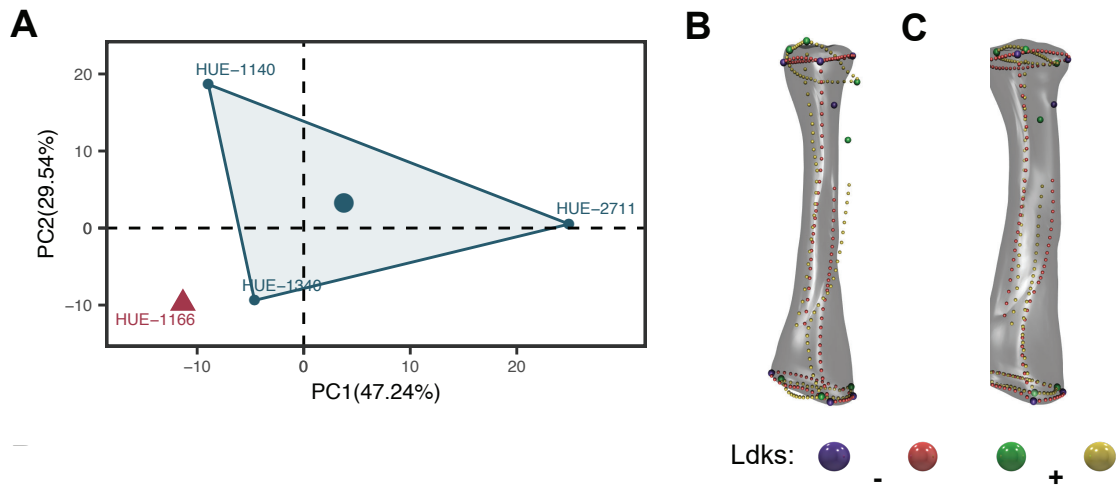 A
B
C
PC2(29.54%)
20
10
0
−10
HUE−1140
HUE−2711
HUE−1340
HUE−1166
−10
0
10
20
PC1(47.24%)
Ldks:
-
+